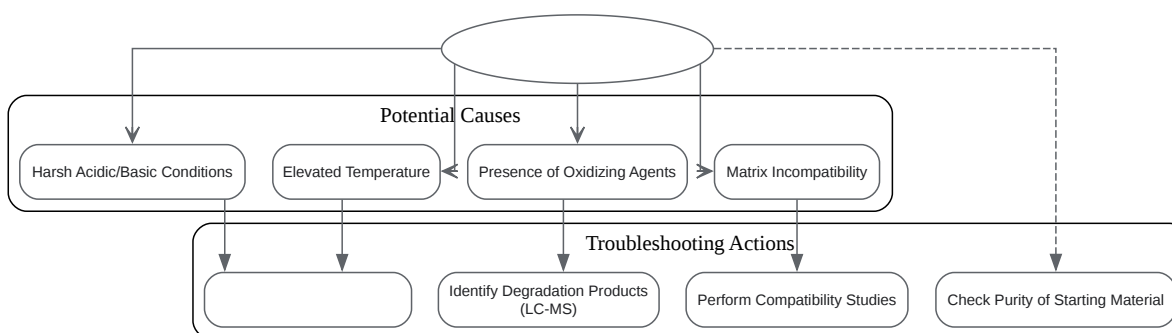 Potential Causes
Harsh Acidic/Basic Conditions
Elevated Temperature
Presence of Oxidizing Agents
Matrix Incompatibility
Troubleshooting Actions
Identify Degradation Products
(LC-MS)
Perform Compatibility Studies
Check Purity of Starting Material